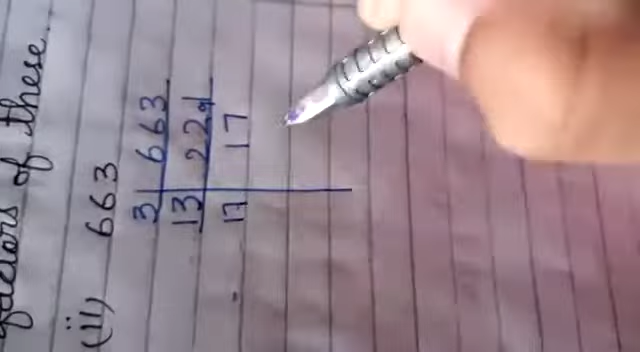 factors of these.
(ii) 663
3 663
13 221
17 17